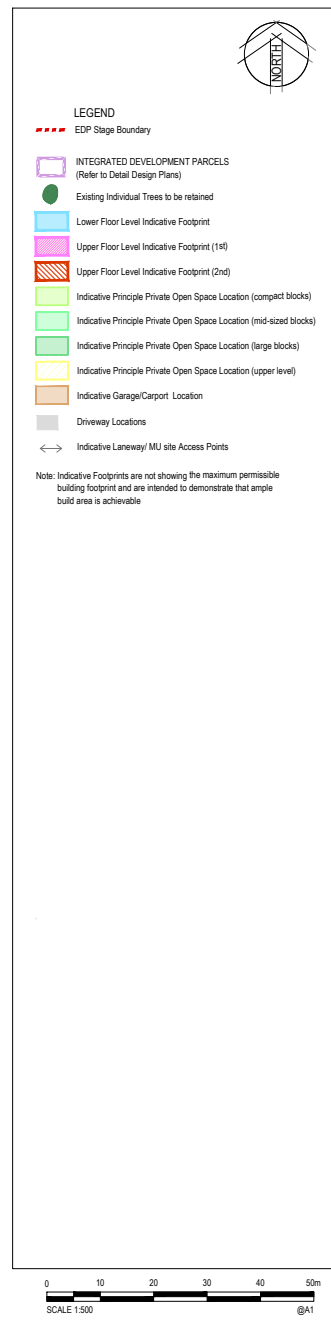 NORTH
LEGEND
EDP Stage Boundary
INTEGRATED DEVELOPMENT PARCELS
(Refer to Detail Design Plans)
Existing Individual Trees to be retained
Lower Floor Level Indicative Footprint
Upper Floor Level Indicative Footprint (1st)
Upper Floor Level Indicative Footprint (2nd)
Indicative Principle Private Open Space Location (compact blocks)
Indicative Principle Private Open Space Location (mid-sized blocks)
Indicative Principle Private Open Space Location (large blocks)
Indicative Principle Private Open Space Location (upper level)
Indicative Garage/Carport Location
Driveway Locations
Indicative Laneway/ MU site Access Points
Note: Indicative Footprints are not showing the maximum permissible
building footprint and are intended to demonstrate that ample
build area is achievable
0 10 20 30 40 50m
SCALE 1:500 @A1